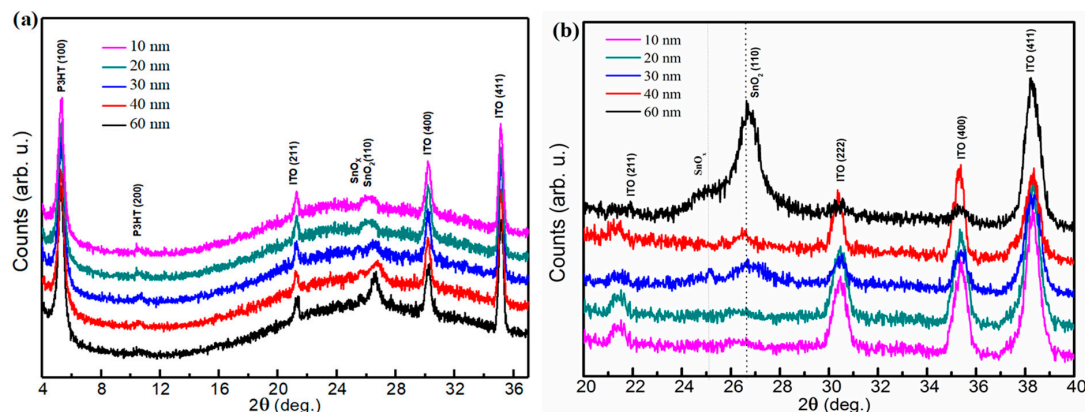 (a)
P3HT (100)
P3HT (200)
ITO (211)
SnOₓ
SnO₂(110)
ITO (400)
ITO (411)
10 nm
20 nm
30 nm
40 nm
60 nm
Counts (arb. u.)
4 8 12 16 20 24 28 32 36
2θ (deg.)
(b)
10 nm
20 nm
30 nm
40 nm
60 nm
ITO (211)
SnOₓ
SnO₂ (110)
ITO (222)
ITO (400)
ITO (411)
Counts (arb. u.)
20 22 24 26 28 30 32 34 36 38 40
2θ (deg.)